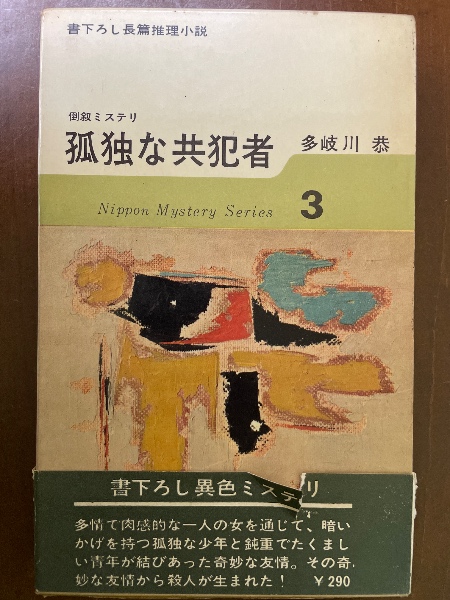 書下ろし長篇推理小説
倒叙ミステリ
孤独な共犯者 多岐川 恭
Nippon Mystery Series 3
書下ろし異色ミステリ
多情で肉感的な一人の女を通じて、暗い
かげを持つ孤独な少年と鈍重でたくまし
い青年が結びあった奇妙な友情。その奇
妙な友情から殺人が生まれた! ¥290